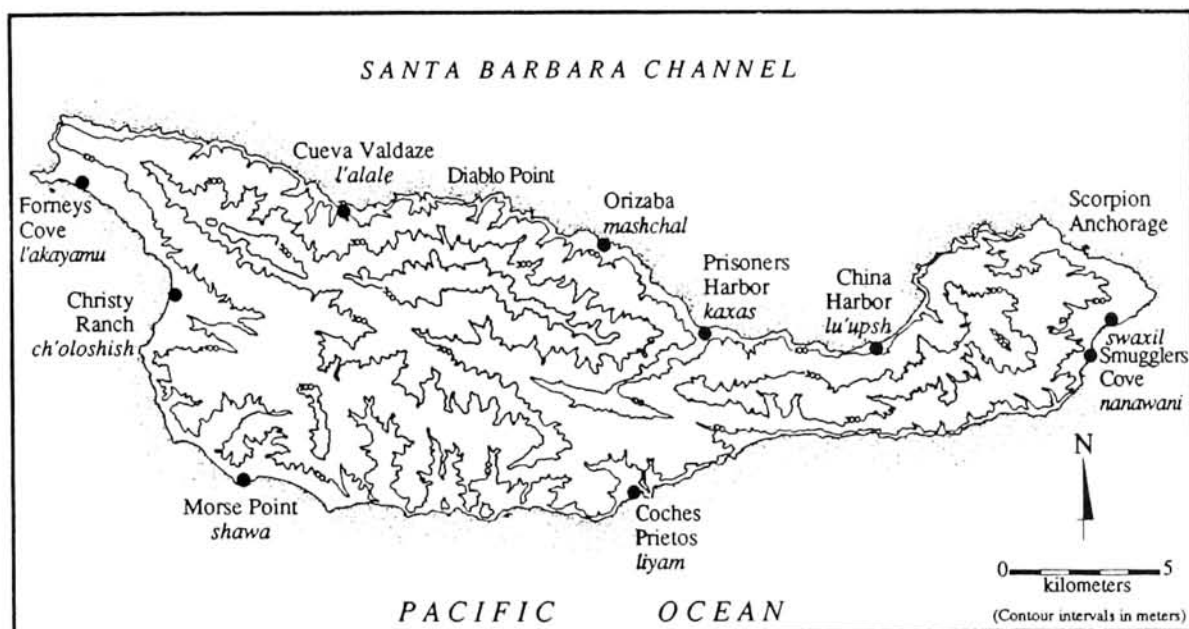 SANTA BARBARA CHANNEL
Cueva Valdaze
l'alale
Diablo Point
Orizaba
mashchal
Scorpion
Anchorage
Forneys
Cove
l'akayamu
Prisoners
Harbor
kaxas
China
Harbor
lu'upsh
Christy
Ranch
ch'oloshish
swaxil
Smugglers
Cove
nanawani
N
Morse Point
shawa
Coches
Prietos
liyam
0 5
kilometers
(Contour intervals in meters)
PACIFIC OCEAN